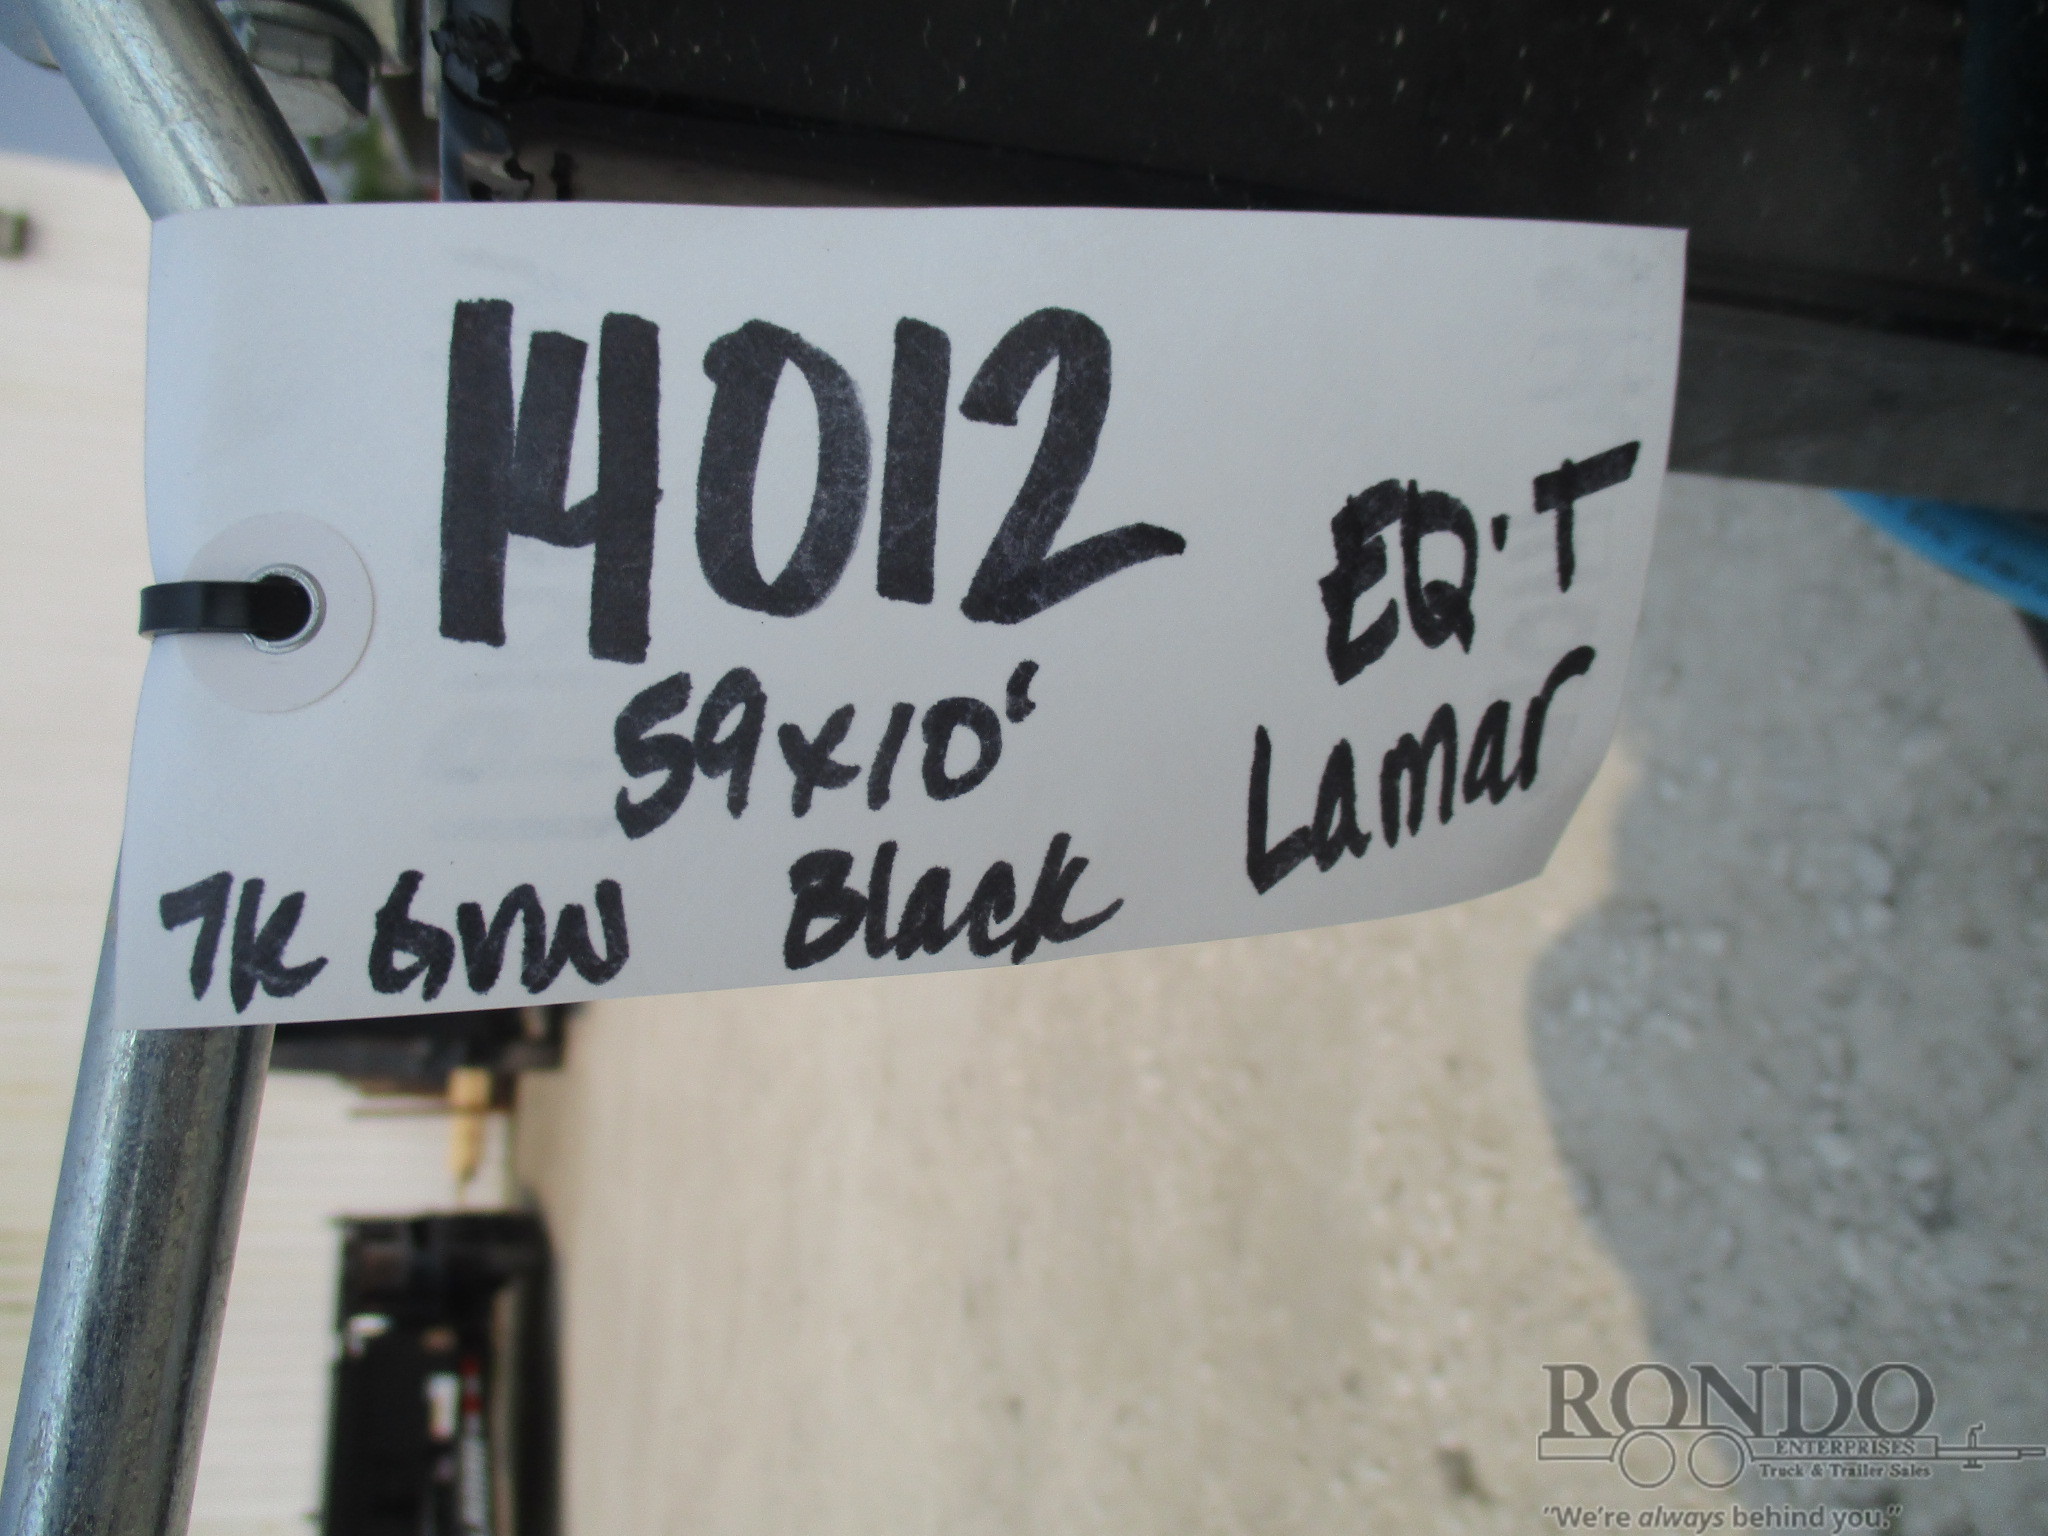 14012
59x10'
EQ.T
7K GVW
Black
Lamar
RONDO
ENTERPRISES
Truck & Trailer Sales
"We're always behind you."